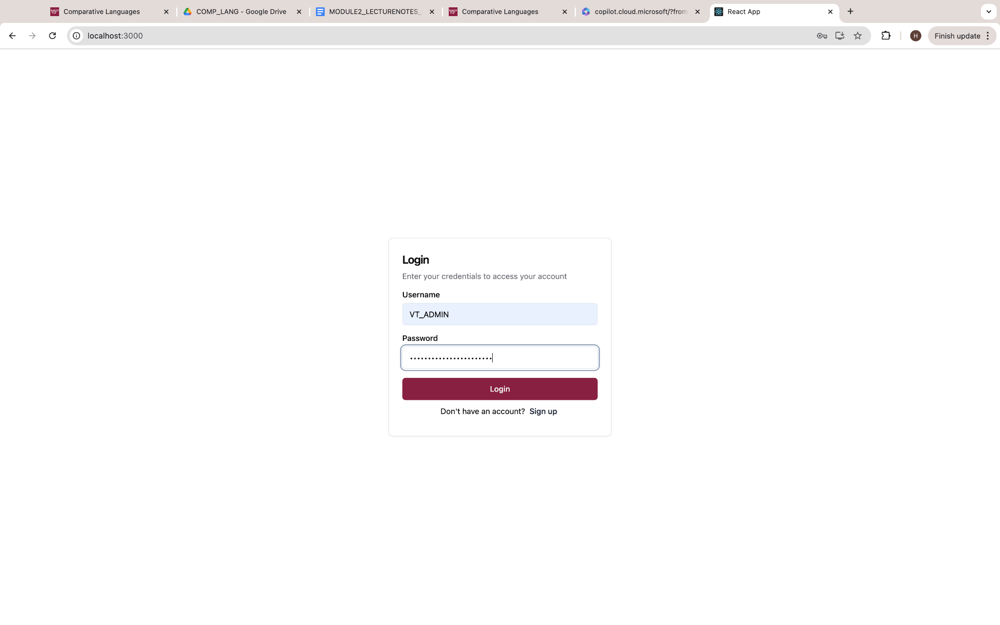 Comparative Languages
COMP_LANG - Google Drive
MODULE2_LECTURENOTES_
Comparative Languages
copilot.cloud.microsoft/?from
React App
localhost:3000
H
Finish update
Login
Enter your credentials to access your account
Username
VT_ADMIN
Password
•••••••••••••••••••••••
Login
Don't have an account? Sign up